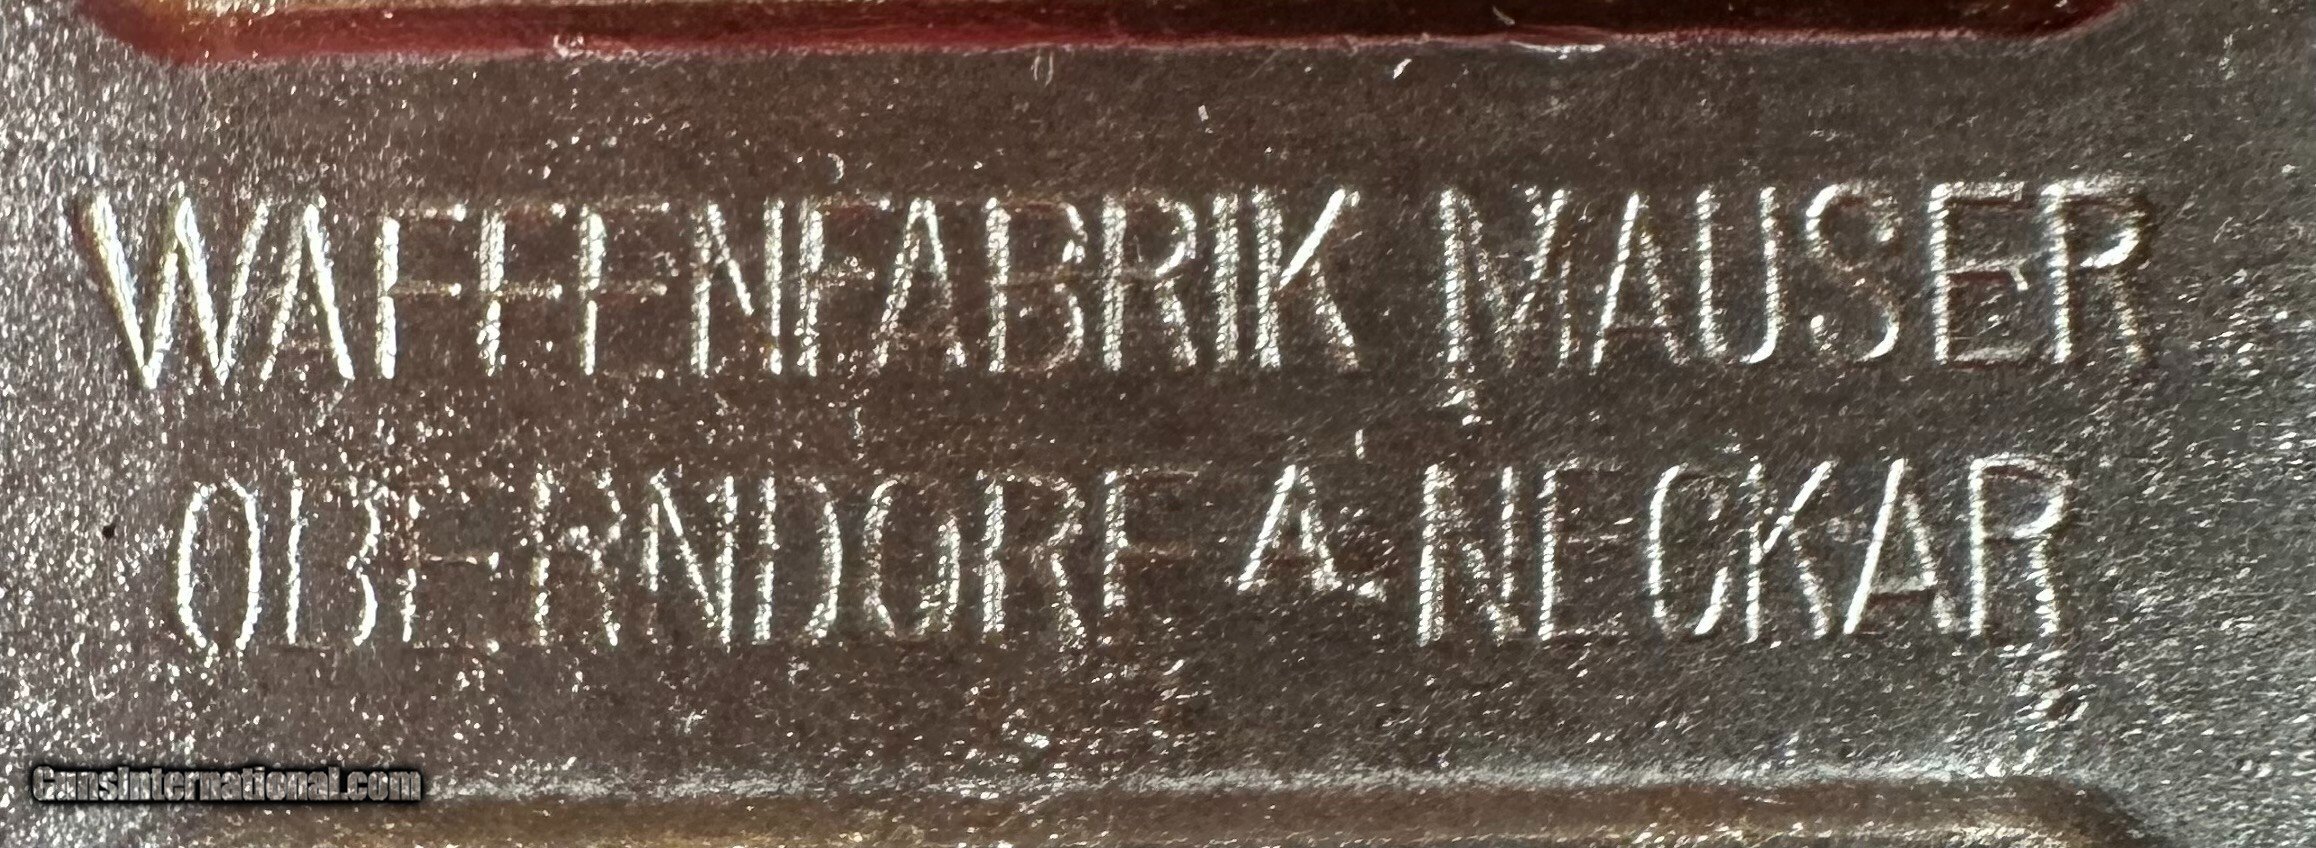 WAFFENFABRIK MAUSER
OBERNDORF A. NECKAR
GunsInternational.com